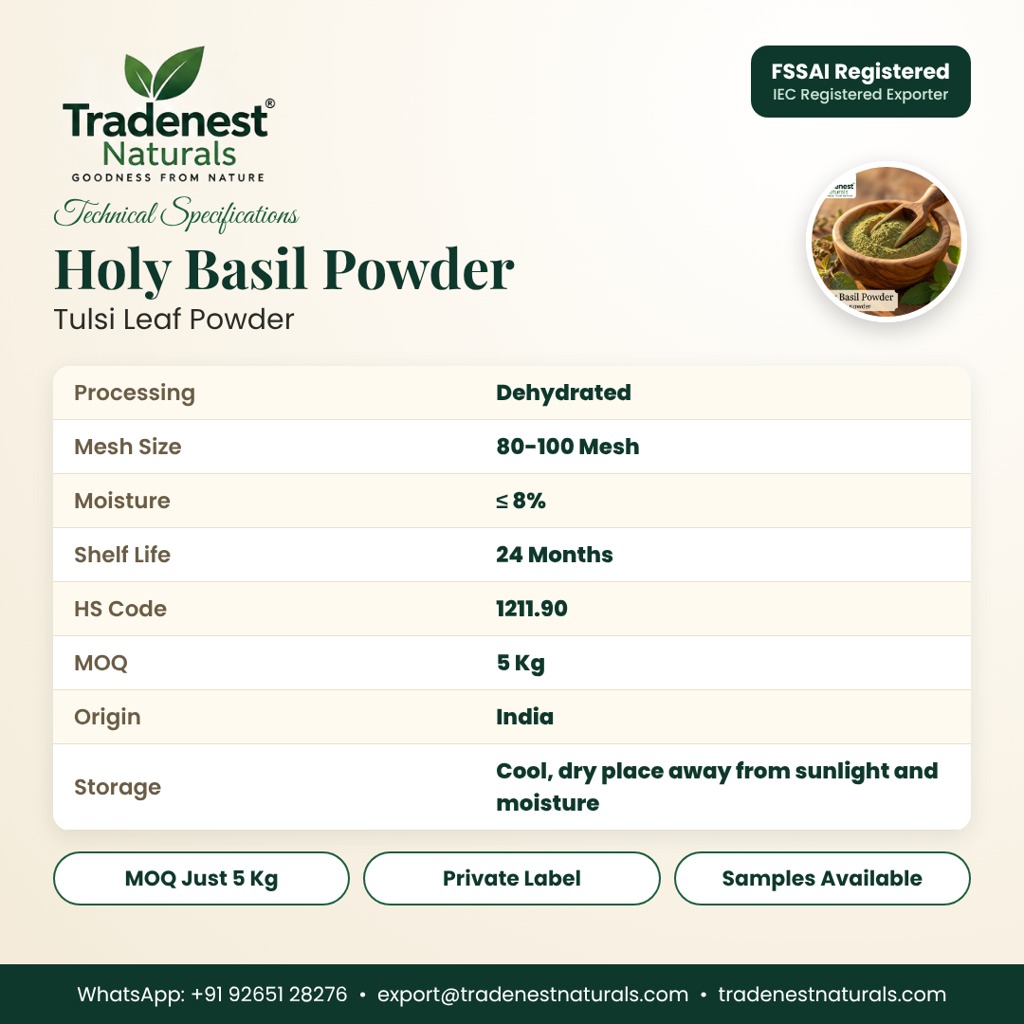 Tradenest®
Naturals
GOODNESS FROM NATURE
FSSAI Registered
IEC Registered Exporter
Technical Specifications
Holy Basil Powder
Tulsi Leaf Powder
Basil Powder
Processing Dehydrated
Mesh Size 80-100 Mesh
Moisture ≤ 8%
Shelf Life 24 Months
HS Code 1211.90
MOQ 5 Kg
Origin India
Storage Cool, dry place away from sunlight and
moisture
MOQ Just 5 Kg
Private Label
Samples Available
WhatsApp: +91 92651 28276 • export@tradenestnaturals.com • tradenestnaturals.com